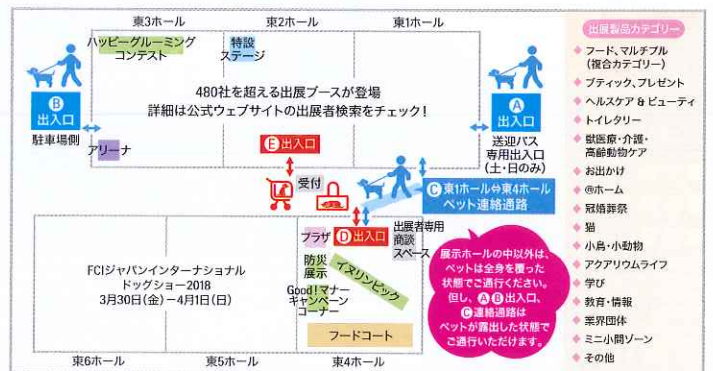 東3ホール
東2ホール
東1ホール
ハッピーグルーミング
コンテスト
特設
ステージ
480社を超える出展ブースが登場
詳細は公式ウェブサイトの出展者検索をチェック！
B
出入口
駐車場側
アリーナ
A
出入口
送迎バス
専用出入口
(土・日のみ)
E 出入口
受付
C 東1ホール⇔東4ホール
ペット連絡通路
プラザ
D 出入口
出展者専用
商談
スペース
防災
展示
イヌリンピック
Good!マナー
キャンペーン
コーナー
フードコート
FCIジャパンインターナショナル
ドッグショー2018
3月30日(金)ー4月1日(日)
東6ホール
東5ホール
東4ホール
展示ホールの中以外は、
ペットは全身を覆った
状態でご通行ください。
但し、A B 出入口、
C 連絡通路は
ペットが露出した状態で
ご通行いただけます。
出展製品カテゴリー
◆ フード、マルチプル
(複合カテゴリー)
◆ ブティック、プレゼント
◆ ヘルスケア & ビューティ
◆ トイレタリー
◆ 獣医療・介護・
高齢動物ケア
◆ お出かけ
◆ @ホーム
◆ 冠婚葬祭
◆ 猫
◆ 小鳥・小動物
◆ アクアリウムライフ
◆ 学び
◆ 教育・情報
◆ 業界団体
◆ ミニ小間ゾーン
◆ その他